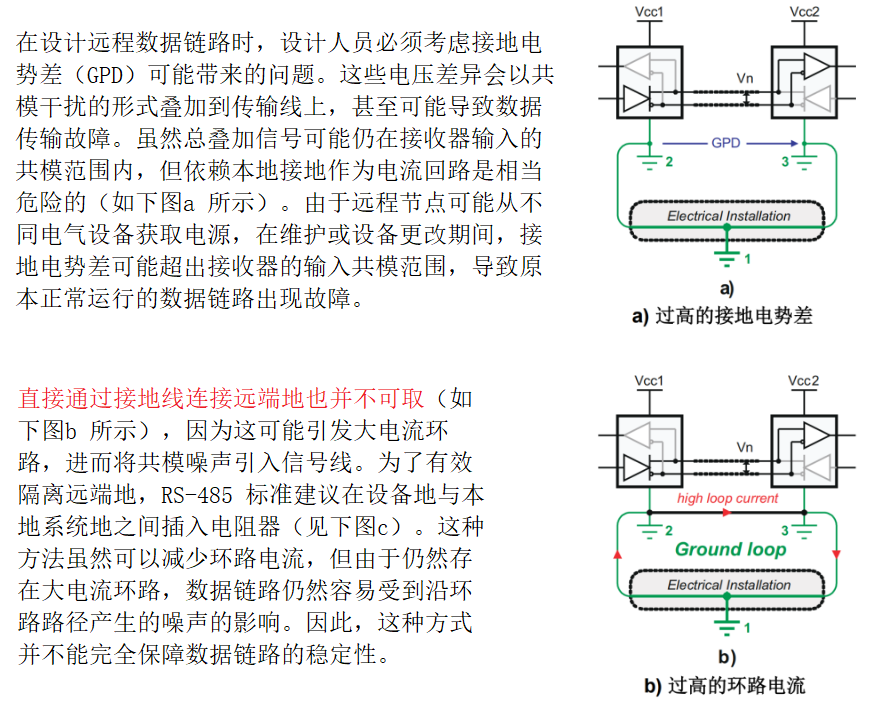 在设计远程数据链路时，设计人员必须考虑接地电
势差（GPD）可能带来的问题。这些电压差异会以共
模干扰的形式叠加到传输线上，甚至可能导致数据
传输故障。虽然总叠加信号可能仍在接收器输入的
共模范围内，但依赖本地接地作为电流回路是相当
危险的（如下图a 所示）。由于远程节点可能从不
同电气设备获取电源，在维护或设备更改期间，接
地电势差可能超出接收器的输入共模范围，导致原
本正常运行的数据链路出现故障。
Vcc1
Vcc2
Vn
GPD
2
3
Electrical Installation
1
a)
a) 过高的接地电势差
直接通过接地线连接远端地也并不可取（如
下图b 所示），因为这可能引发大电流环
路，进而将共模噪声引入信号线。为了有效
隔离远端地，RS-485 标准建议在设备地与本
地系统地之间插入电阻器（见下图c）。这种
方法虽然可以减少环路电流，但由于仍然存
在大电流环路，数据链路仍然容易受到沿环
路路径产生的噪声的影响。因此，这种方式
并不能完全保障数据链路的稳定性。
Vcc1
Vcc2
Vn
high loop current
2
3
Ground loop
Electrical Installation
1
b)
b) 过高的环路电流